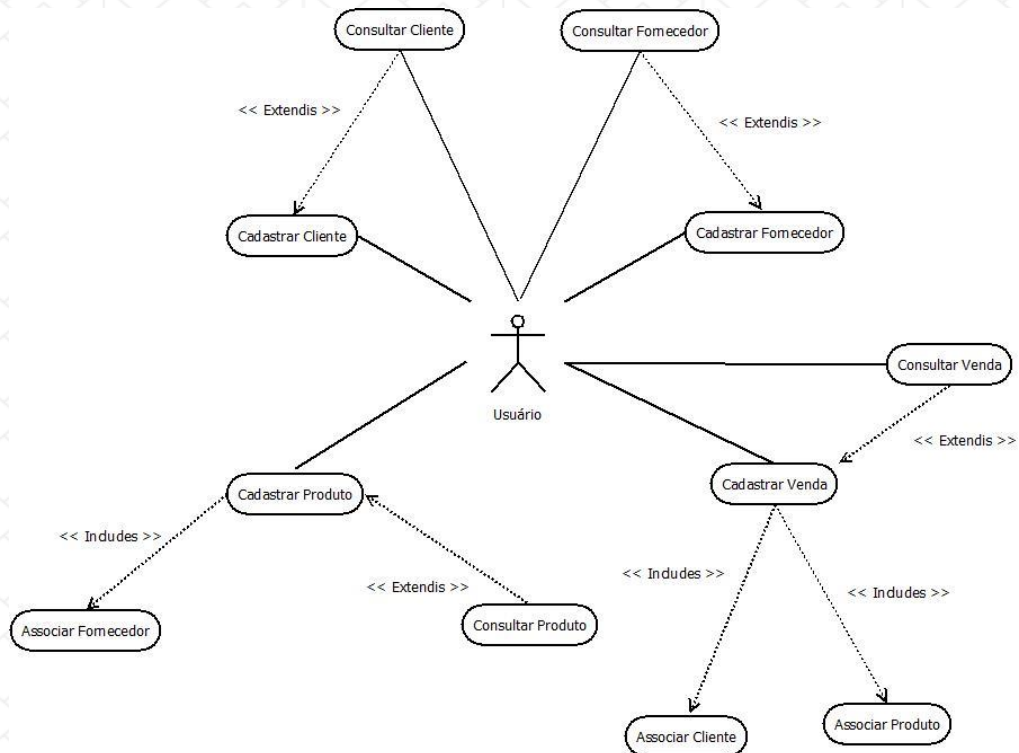 Consultar Cliente
Consultar Fornecedor
<< Extendis >>
<< Extendis >>
Cadastrar Cliente
Cadastrar Fornecedor
Consultar Venda
Usuário
<< Extendis >>
Cadastrar Produto
Cadastrar Venda
<< Includes >>
<< Extendis >>
<< Includes >>
<< Includes >>
Associar Fornecedor
Consultar Produto
Associar Cliente
Associar Produto